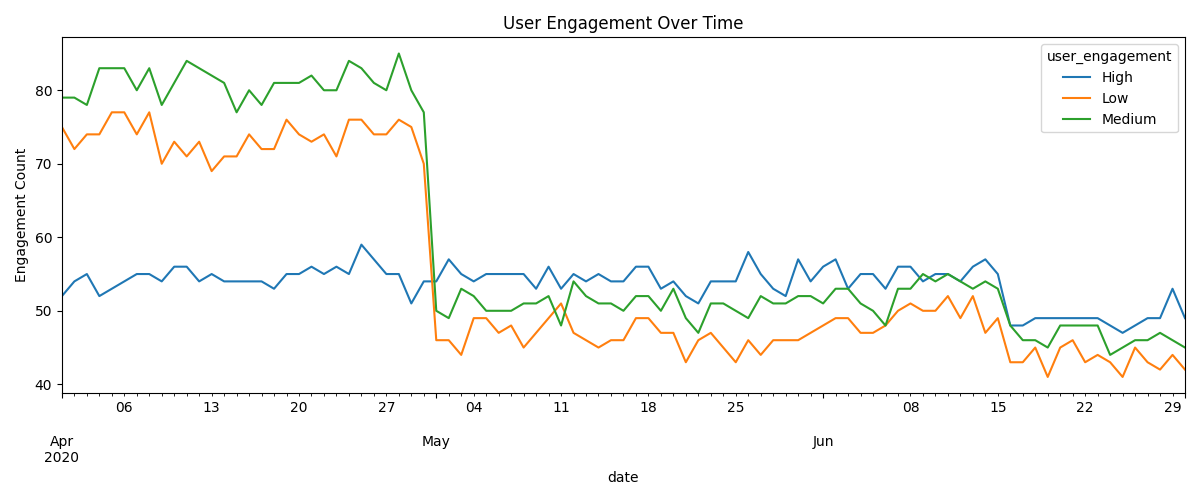 User Engagement Over Time
user_engagement
High
Low
Medium
Engagement Count
80
70
60
50
40
06 13 20 27 04 11 18 25 08 15 22 29
Apr May Jun
2020
date